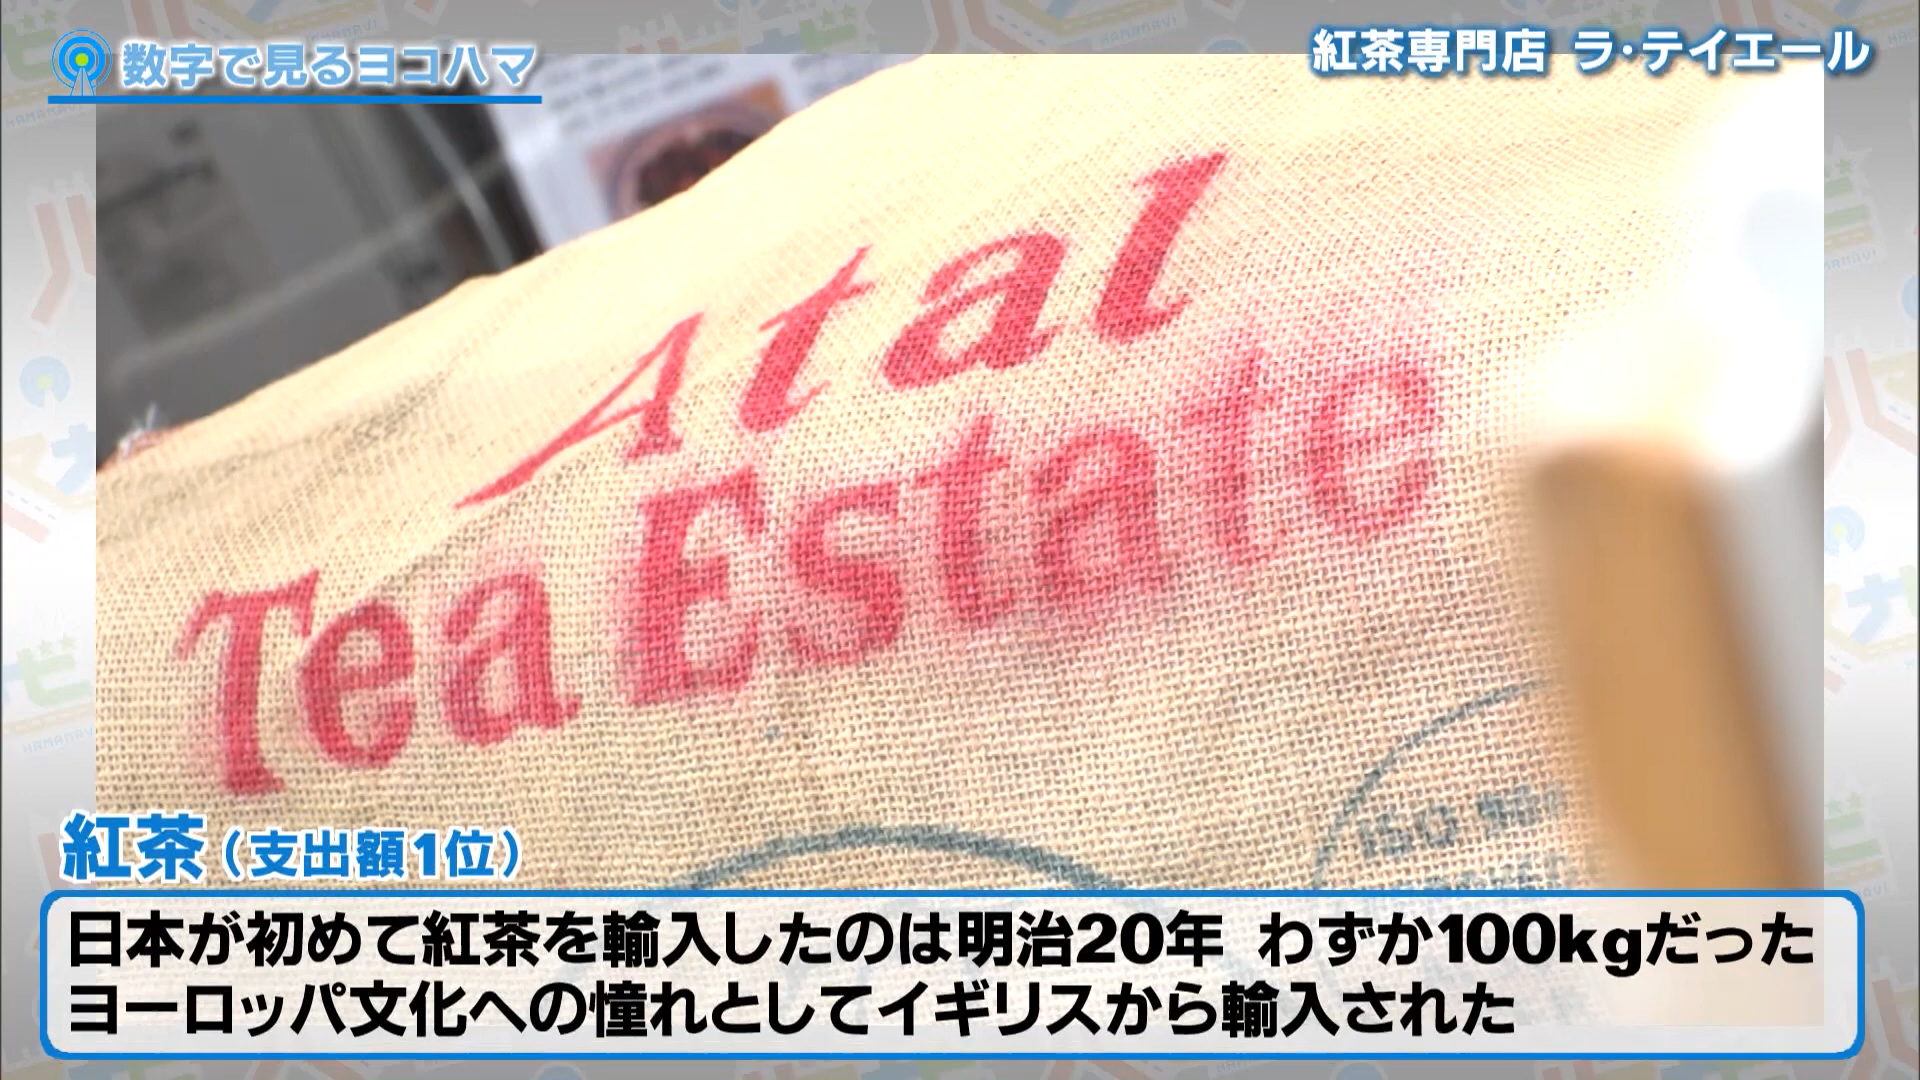 数字で見るヨコハマ
紅茶専門店 ラ・テイエール
Atal
Tea Estate
ISO
紅茶（支出額1位）
日本が初めて紅茶を輸入したのは明治20年 わずか100kgだった
ヨーロッパ文化への憧れとしてイギリスから輸入された